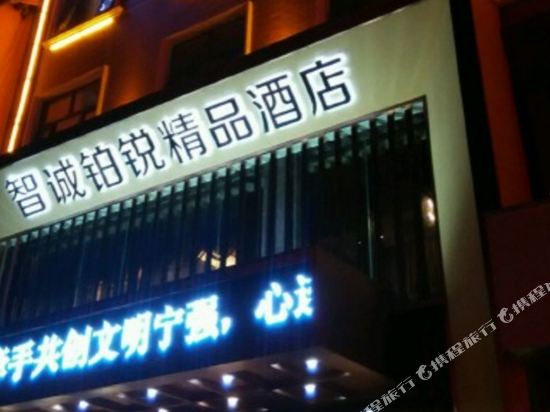 智诚铂锐精品酒店
手共创文明宁强，心
携程旅行
携程旅行